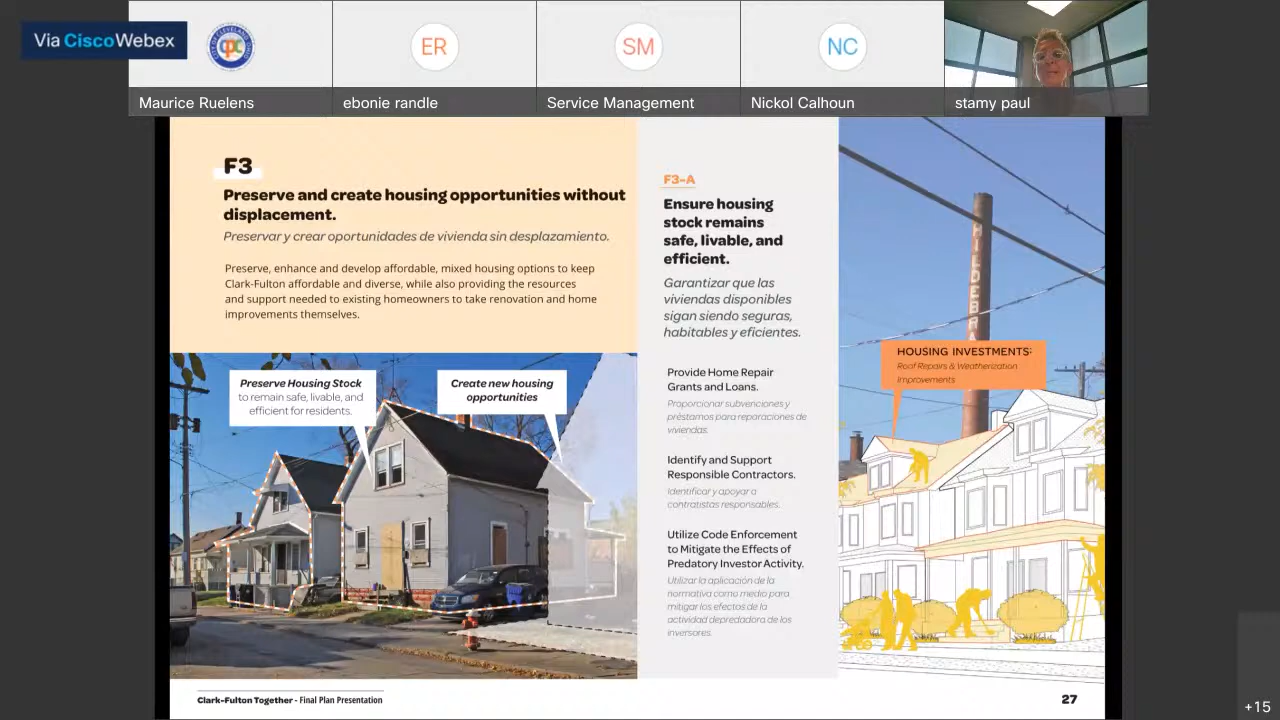 Via Cisco Webex
ER
SM
NC
Maurice Ruelens
ebonie randle
Service Management
Nickol Calhoun
stamy paul
F3
Preserve and create housing opportunities without
displacement.
Preservar y crear oportunidades de vivienda sin desplazamiento.
Preserve, enhance and develop affordable, mixed housing options to keep
Clark-Fulton affordable and diverse, while also providing the resources
and support needed to existing homeowners to take renovation and home
improvements themselves.
Preserve Housing Stock
to remain safe, livable, and
efficient for residents.
Create new housing
opportunities
F3-A
Ensure housing
stock remains
safe, livable, and
efficient.
Garantizar que las
viviendas disponibles
sigan siendo seguras,
habitables y eficientes.
Provide Home Repair
Grants and Loans.
Proporcionar subvenciones y
préstamos para reparaciones de
viviendas.
Identify and Support
Responsible Contractors.
Identificar y apoyar a
contratistas responsables.
Utilize Code Enforcement
to Mitigate the Effects of
Predatory Investor Activity.
Utilizar la aplicación de la
normativa como medio para
mitigar los efectos de la
actividad depredadora de los
inversores.
HILDEBRA
HOUSING INVESTMENTS:
Roof Repairs & Weatherization
Improvements
Clark-Fulton Together - Final Plan Presentation
27
+15